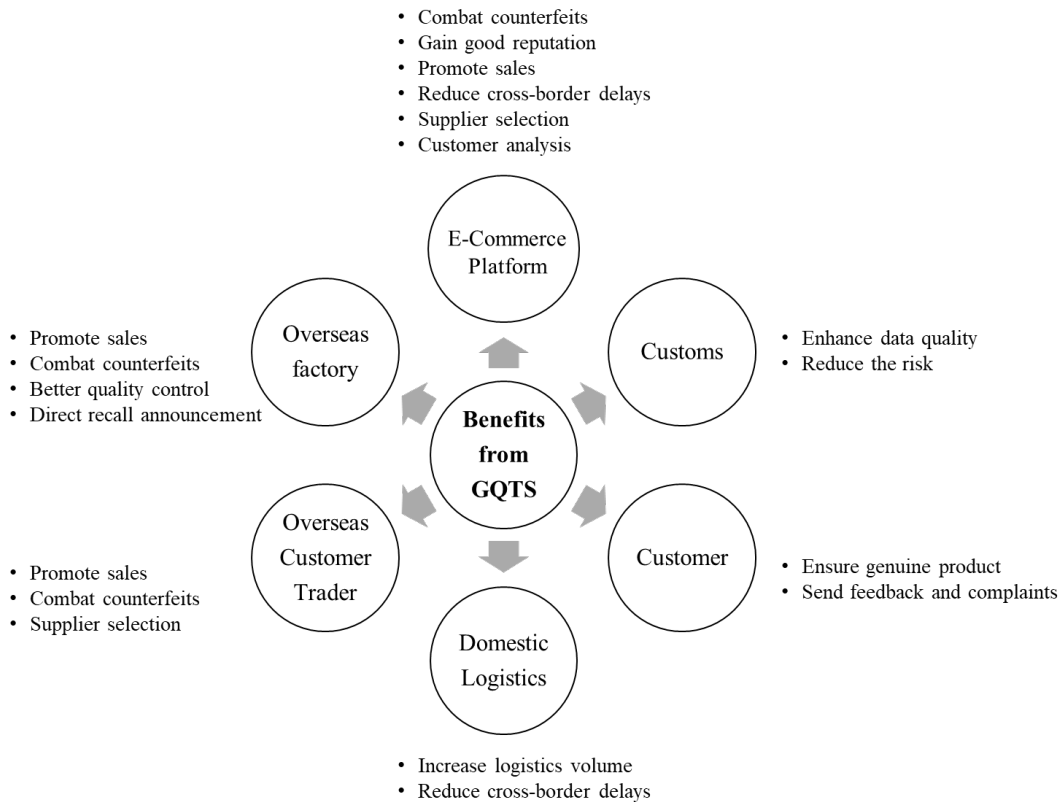 • Combat counterfeits
• Gain good reputation
• Promote sales
• Reduce cross-border delays
• Supplier selection
• Customer analysis
E-Commerce
Platform
Overseas
factory
• Promote sales
• Combat counterfeits
• Better quality control
• Direct recall announcement
Customs
• Enhance data quality
• Reduce the risk
Benefits
from
GQTS
Overseas
Customer
Trader
• Promote sales
• Combat counterfeits
• Supplier selection
Customer
• Ensure genuine product
• Send feedback and complaints
Domestic
Logistics
• Increase logistics volume
• Reduce cross-border delays